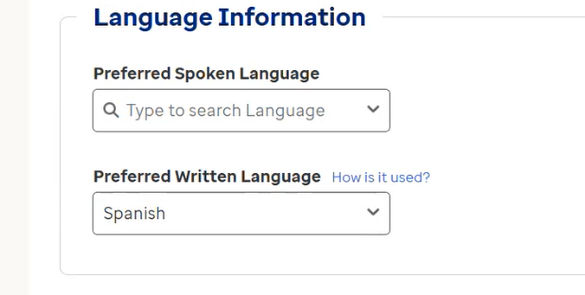 Language Information
Preferred Spoken Language
Type to search Language
Preferred Written Language How is it used?
Spanish